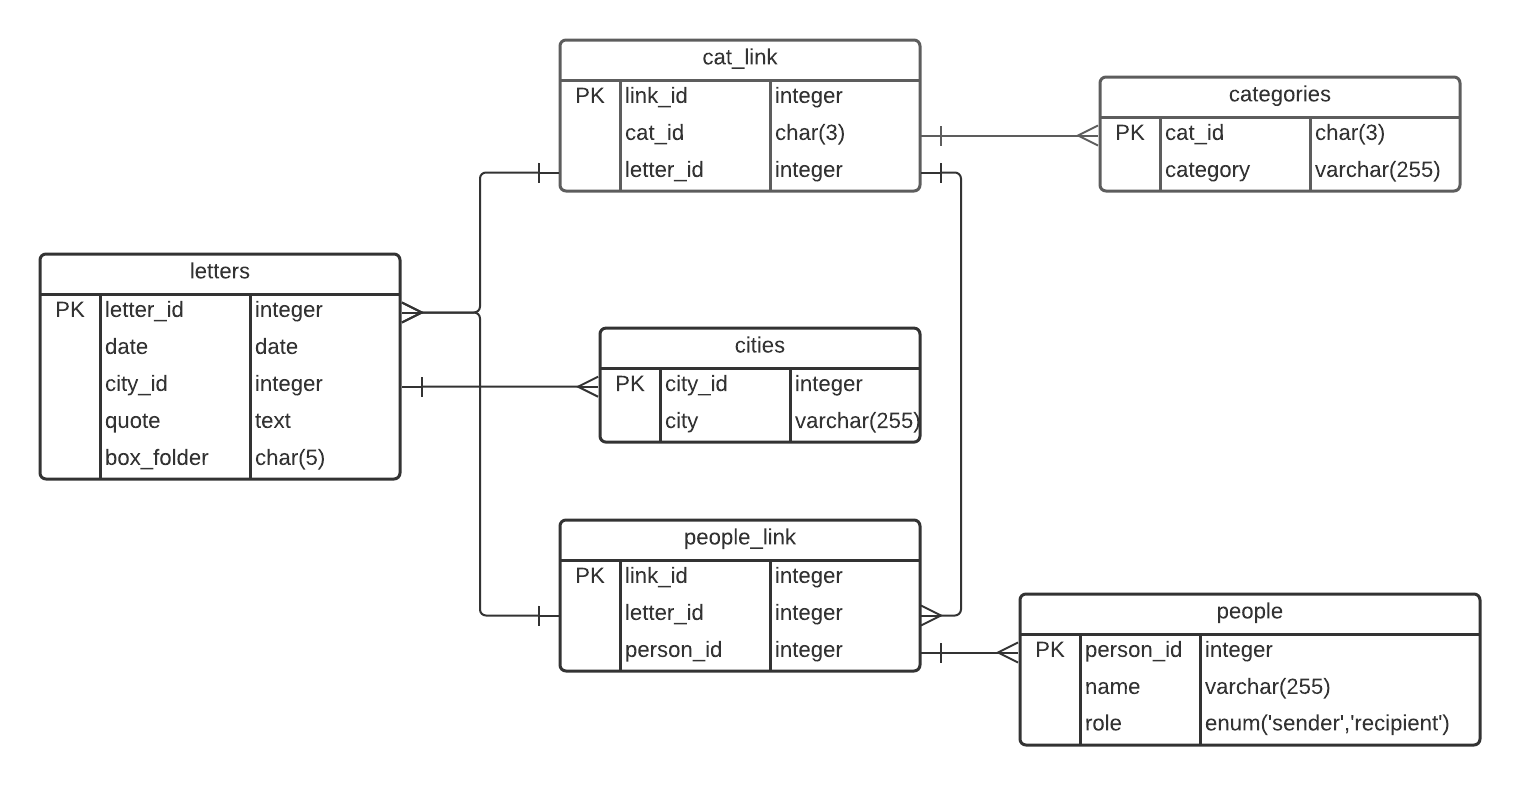 cat_link
PK link_id integer
cat_id char(3)
letter_id integer
categories
PK cat_id char(3)
category varchar(255)
letters
PK letter_id integer
date date
city_id integer
quote text
box_folder char(5)
cities
PK city_id integer
city varchar(255)
people_link
PK link_id integer
letter_id integer
person_id integer
people
PK person_id integer
name varchar(255)
role enum('sender','recipient')